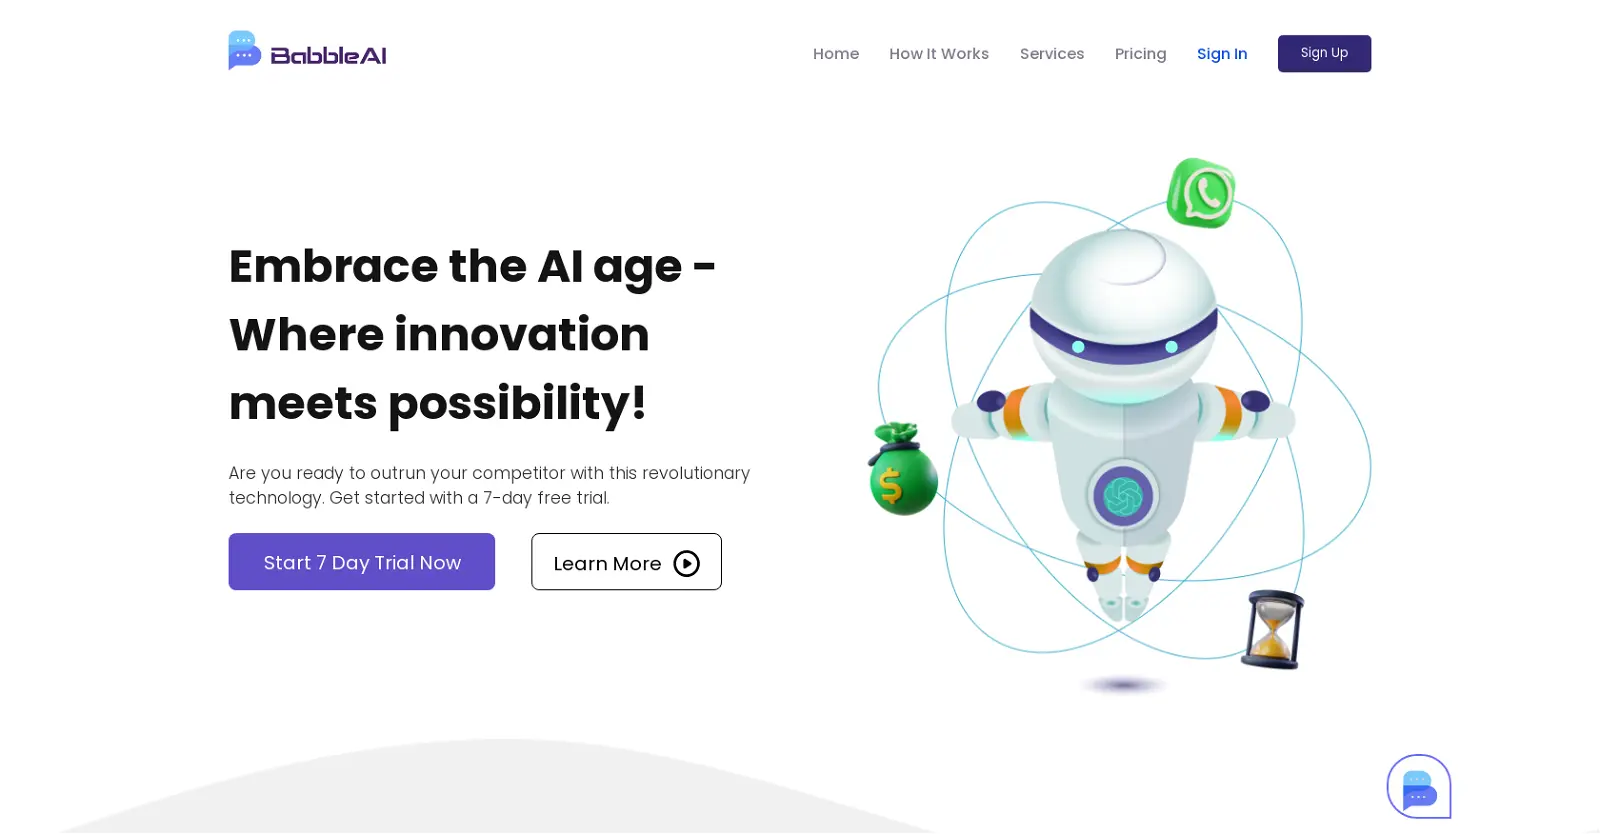 BabbleAI
Home
How It Works
Services
Pricing
Sign In
Sign Up
Embrace the AI age -
Where innovation
meets possibility!
Are you ready to outrun your competitor with this revolutionary
technology. Get started with a 7-day free trial.
Start 7 Day Trial Now
Learn More
$